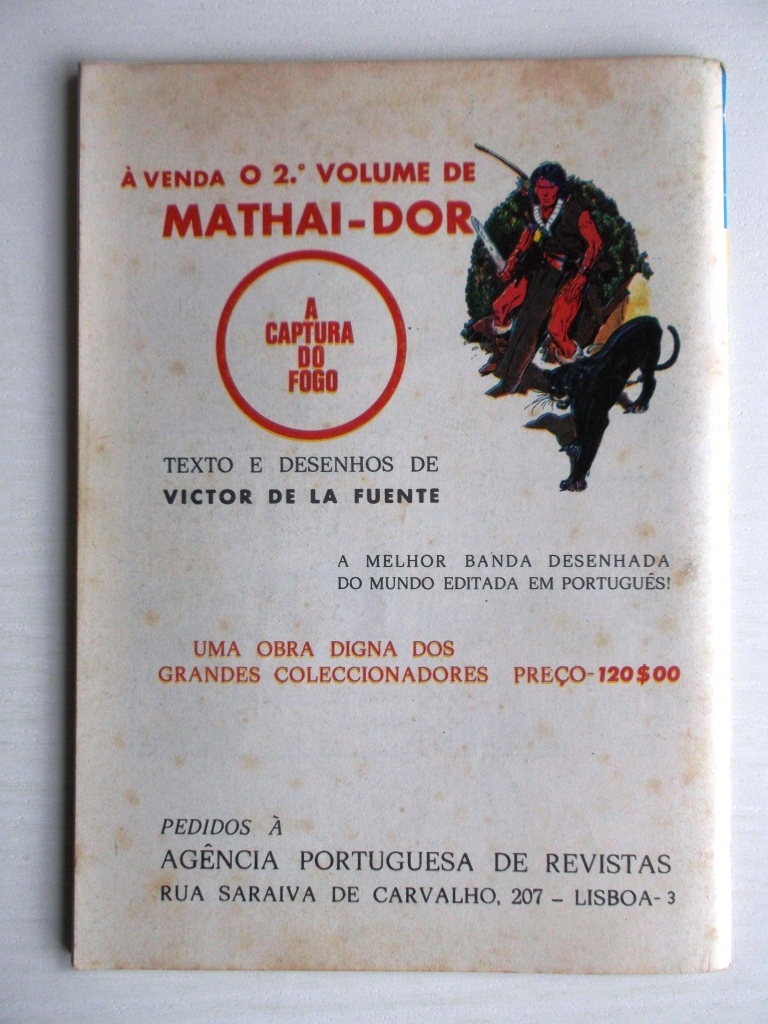 À VENDA O 2.º VOLUME DE
MATHAI-DOR
A
CAPTURA
DO
FOGO
TEXTO E DESENHOS DE
VICTOR DE LA FUENTE
A MELHOR BANDA DESENHADA
DO MUNDO EDITADA EM PORTUGUÊS!
UMA OBRA DIGNA DOS
GRANDES COLECCIONADORES PREÇO-120$00
PEDIDOS À
AGÊNCIA PORTUGUESA DE REVISTAS
RUA SARAIVA DE CARVALHO, 207 – LISBOA-3